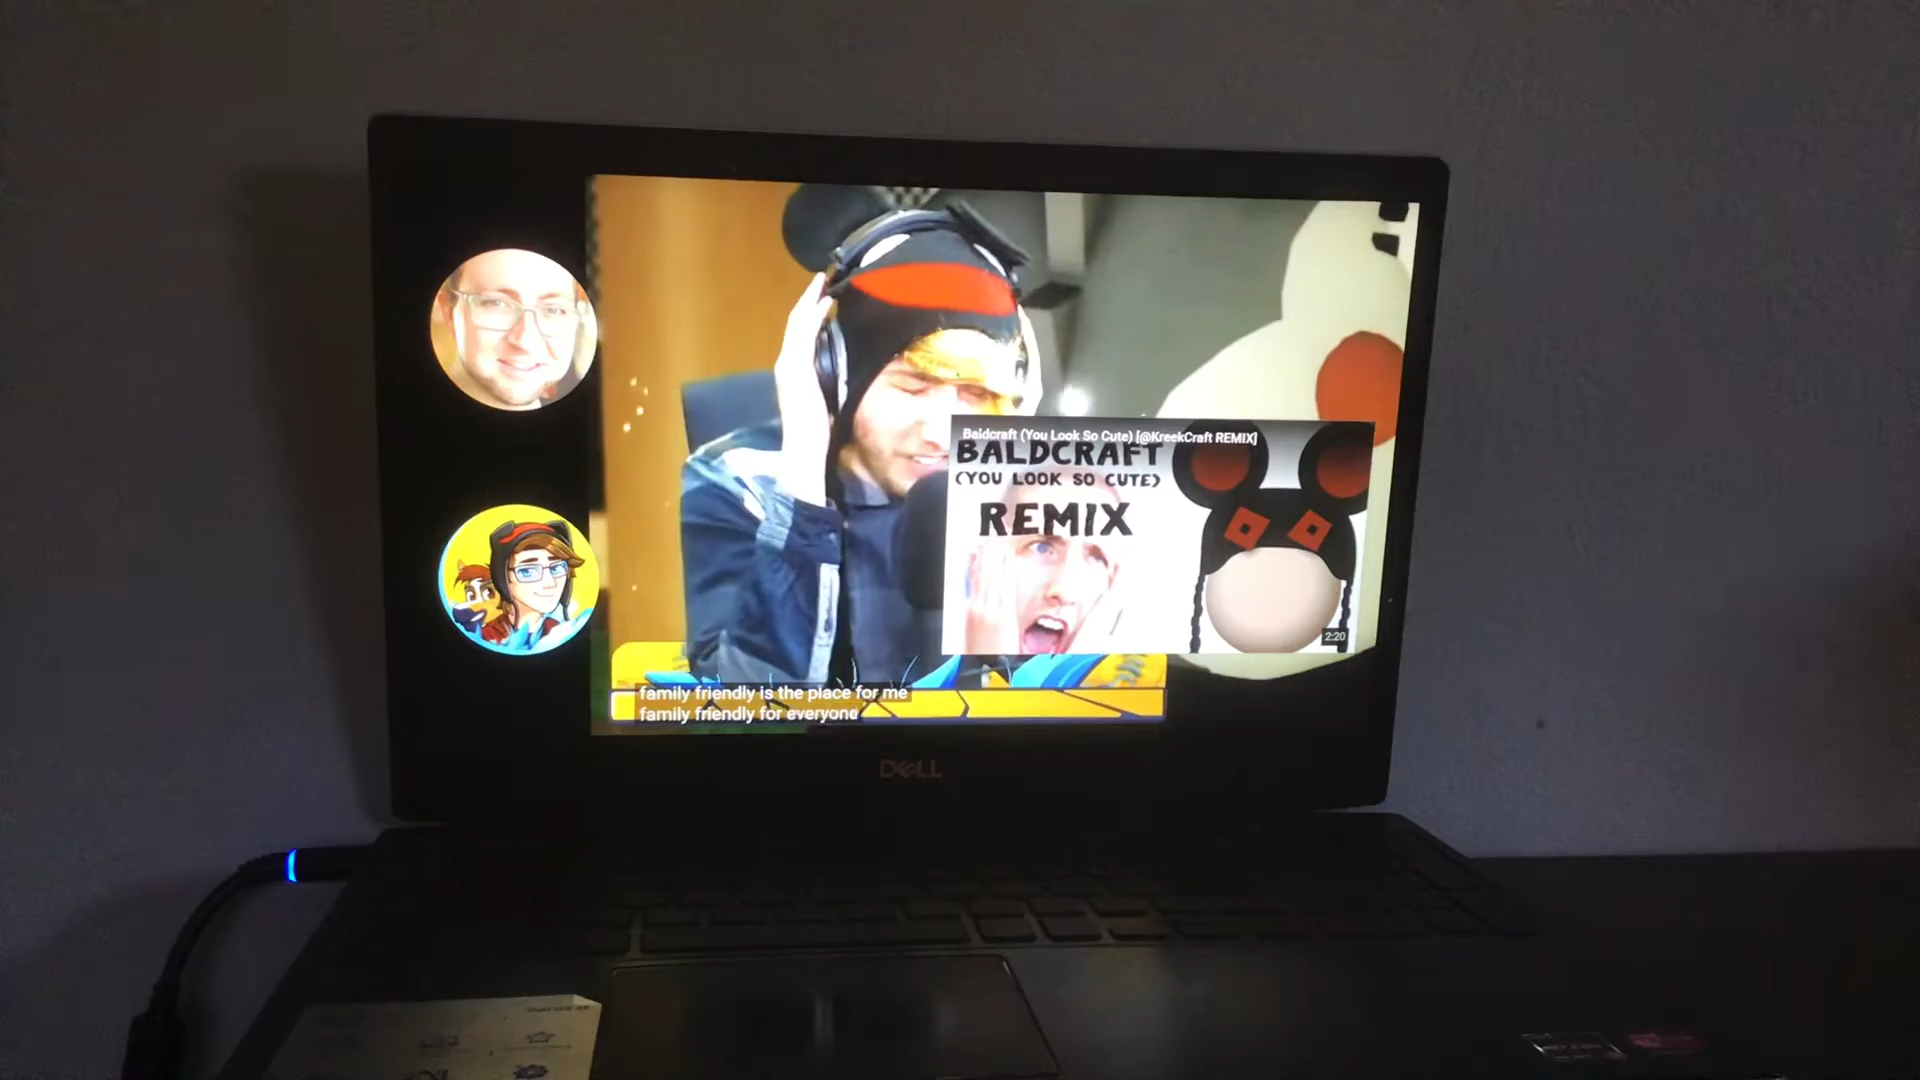 Baldcraft (You Look So Cute) [@KreekCraft REMIX]
BALDCRAFT
(YOU LOOK SO CUTE)
REMIX
2:20
family friendly is the place for me
family friendly for everyone
DELL